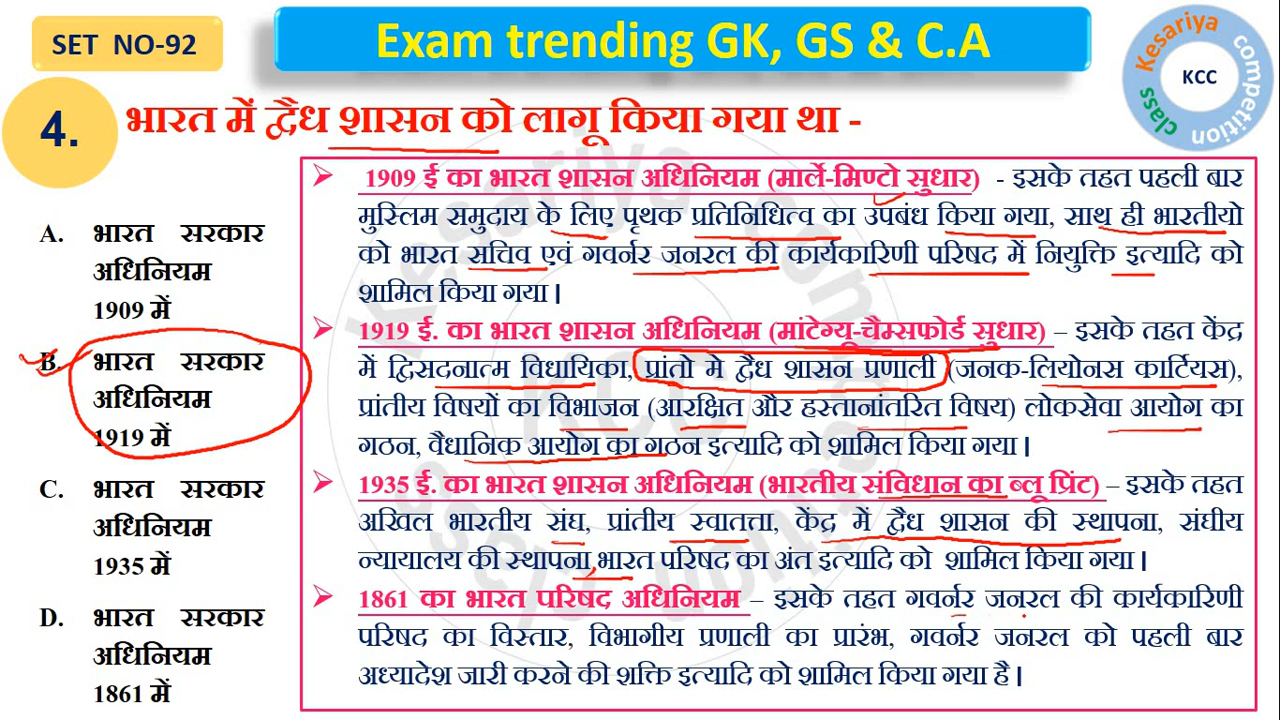 SET NO-92
Exam trending GK, GS & C.A
Kesariya competition class
KCC
4.
भारत में द्वैध शासन को लागू किया गया था -
A. भारत सरकार
अधिनियम
1909 में
B. भारत सरकार
अधिनियम
1919 में
C. भारत सरकार
अधिनियम
1935 में
D. भारत सरकार
अधिनियम
1861 में
➢ 1909 ई का भारत शासन अधिनियम (मार्ले-मिण्टो सुधार) - इसके तहत पहली बार
मुस्लिम समुदाय के लिए पृथक प्रतिनिधित्व का उपबंध किया गया, साथ ही भारतीयो
को भारत सचिव एवं गवर्नर जनरल की कार्यकारिणी परिषद में नियुक्ति इत्यादि को
शामिल किया गया।
➢ 1919 ई. का भारत शासन अधिनियम (मांटेग्यू-चैम्सफोर्ड सुधार) – इसके तहत केंद्र
में द्विसदनात्म विधायिका, प्रांतो मे द्वैध शासन प्रणाली (जनक-लियोनस कार्टियस),
प्रांतीय विषयों का विभाजन (आरक्षित और हस्तानांतरित विषय) लोकसेवा आयोग का
गठन, वैधानिक आयोग का गठन इत्यादि को शामिल किया गया।
➢ 1935 ई. का भारत शासन अधिनियम (भारतीय संविधान का ब्लू प्रिंट) – इसके तहत
अखिल भारतीय संघ, प्रांतीय स्वातत्ता, केंद्र में द्वैध शासन की स्थापना, संघीय
न्यायालय की स्थापना भारत परिषद का अंत इत्यादि को शामिल किया गया।
➢ 1861 का भारत परिषद अधिनियम – इसके तहत गवर्नर जनरल की कार्यकारिणी
परिषद का विस्तार, विभागीय प्रणाली का प्रारंभ, गवर्नर जनरल को पहली बार
अध्यादेश जारी करने की शक्ति इत्यादि को शामिल किया गया है।
Kesariya competition class
KCC